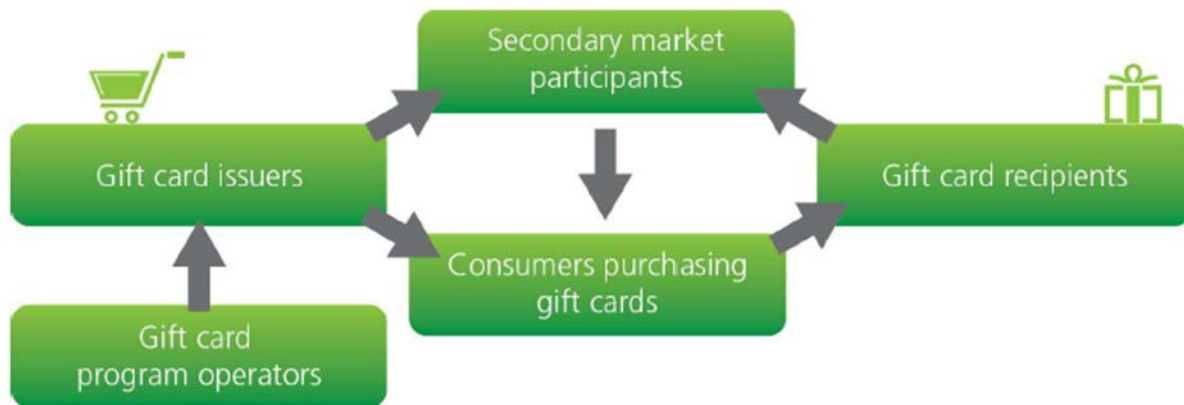 Secondary market
participants
Gift card issuers
Gift card recipients
Consumers purchasing
gift cards
Gift card
program operators